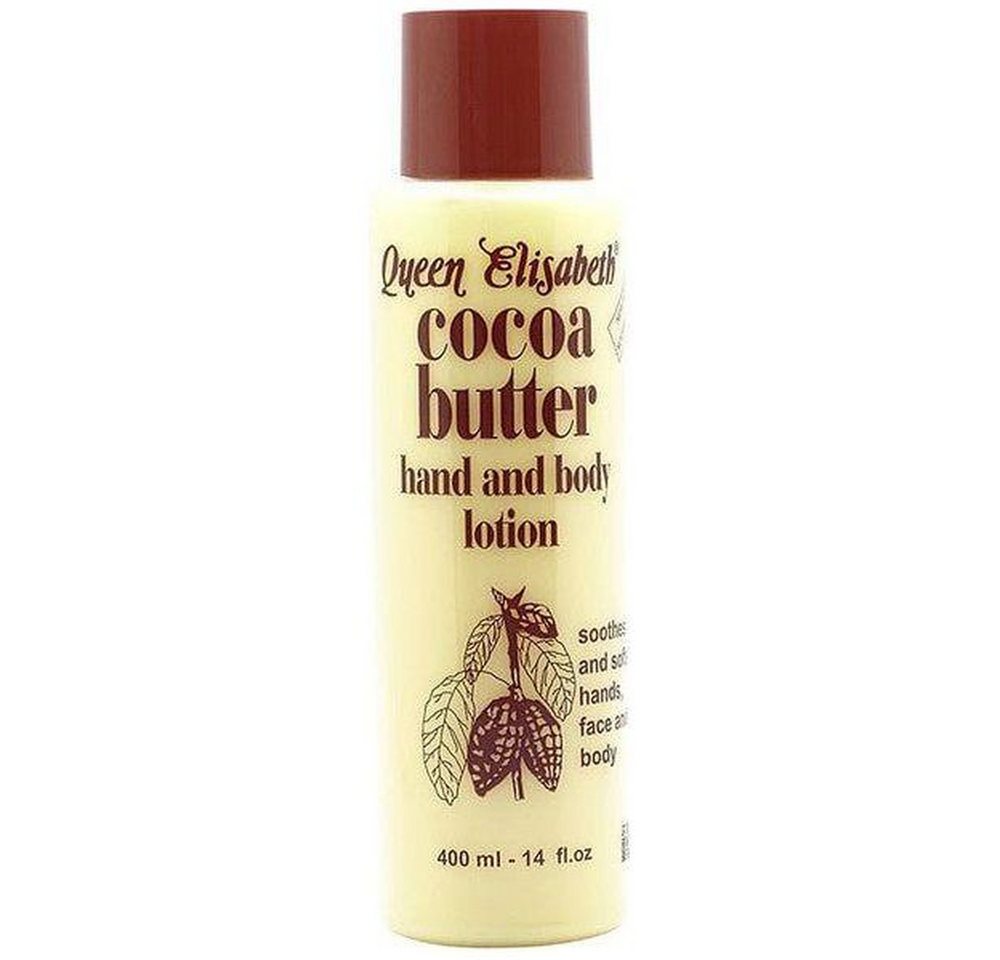 Queen Elisabeth®
cocoa
butter
hand and body
lotion
soothes
and
hands,
face
body
400 ml - 14 fl.oz